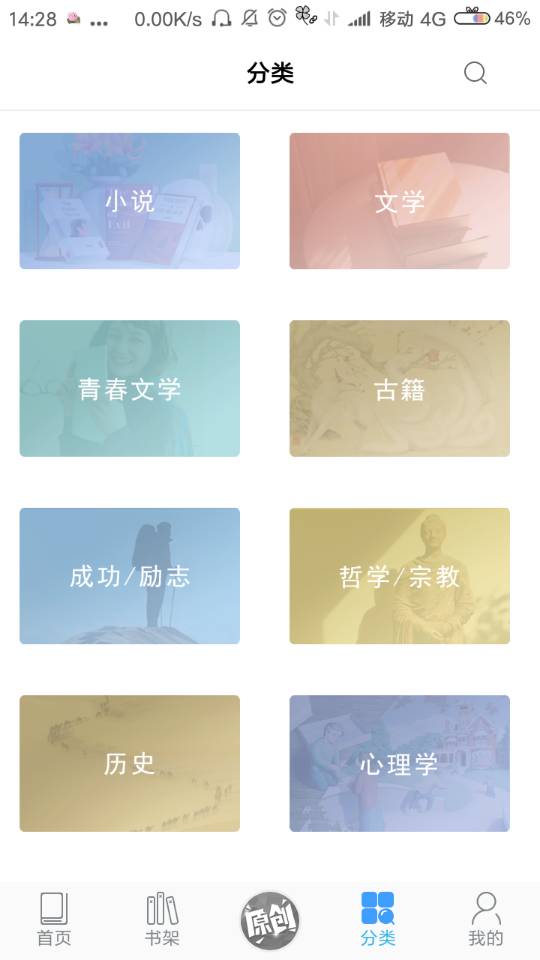 14:28 ... 0.00K/s 移动 4G 46%
分类
小说 文学
青春文学 古籍
成功/励志 哲学/宗教
历史 心理学
首页 书架 原创 分类 我的